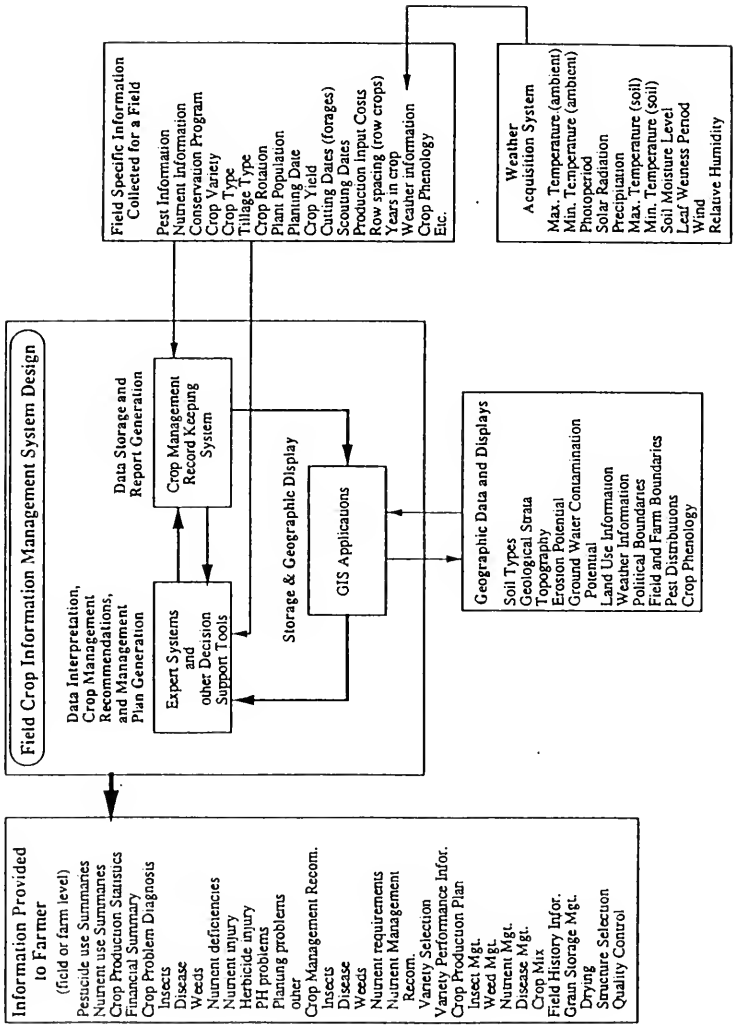 Field Crop Information Management System Design
Information Provided
to Farmer
(field or farm level)
Pesticide use Summaries
Nutrient use Summaries
Crop Production Statistics
Financial Summary
Crop Problem Diagnosis
Insects
Disease
Weeds
Nutrient deficiencies
Nutrient injury
Herbicide injury
PH problems
Planting problems
other
Crop Management Recom.
Insects
Disease
Weeds
Nutrient requirements
Nutrient Management
Recom.
Variety Selection
Variety Performance Infor.
Crop Production Plan
Insect Mgt.
Weed Mgt.
Nutrient Mgt.
Disease Mgt.
Crop Mix
Field History Infor.
Grain Storage Mgt.
Drying
Structure Selection
Quality Control
Data Interpretation,
Crop Management
Recommendations,
and Management
Plan Generation
Expert Systems
and
other Decision
Support Tools
Data Storage and
Report Generation
Crop Management
Record Keeping
System
Storage & Geographic Display
GIS Applications
Geographic Data and Displays
Soil Types
Geological Strata
Topography
Erosion Potential
Ground Water Contamination
Potential
Land Use Information
Weather Information
Political Boundaries
Field and Farm Boundaries
Pest Distributions
Crop Phenology
Field Specific Information
Collected for a Field
Pest Information
Nutrient Information
Conservation Program
Crop Variety
Crop Type
Tillage Type
Crop Rotation
Plant Population
Planting Date
Crop Yield
Cutting Dates (forages)
Scouting Dates
Production Input Costs
Row spacing (row crops)
Years in crop
Weather information
Crop Phenology
Etc.
Weather
Acquisition System
Max. Temperature (ambient)
Min. Temperature (ambient)
Photoperiod
Solar Radiation
Precipitation
Max. Temperature (soil)
Min. Temperature (soil)
Soil Moisture Level
Leaf Wetness Period
Wind
Relative Humidity